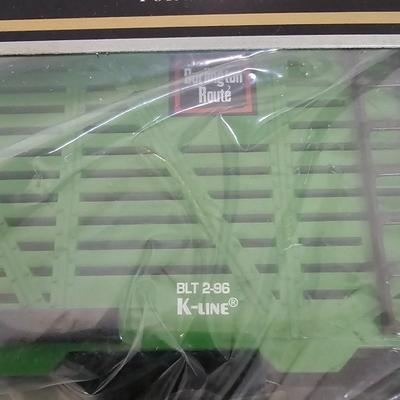 Burlington
Route
BLT 2-96
K-LINE®